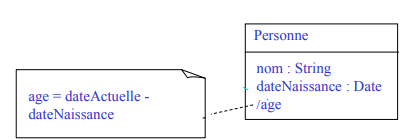 Personne
nom : String
dateNaissance : Date
/age
age = dateActuelle -
dateNaissance